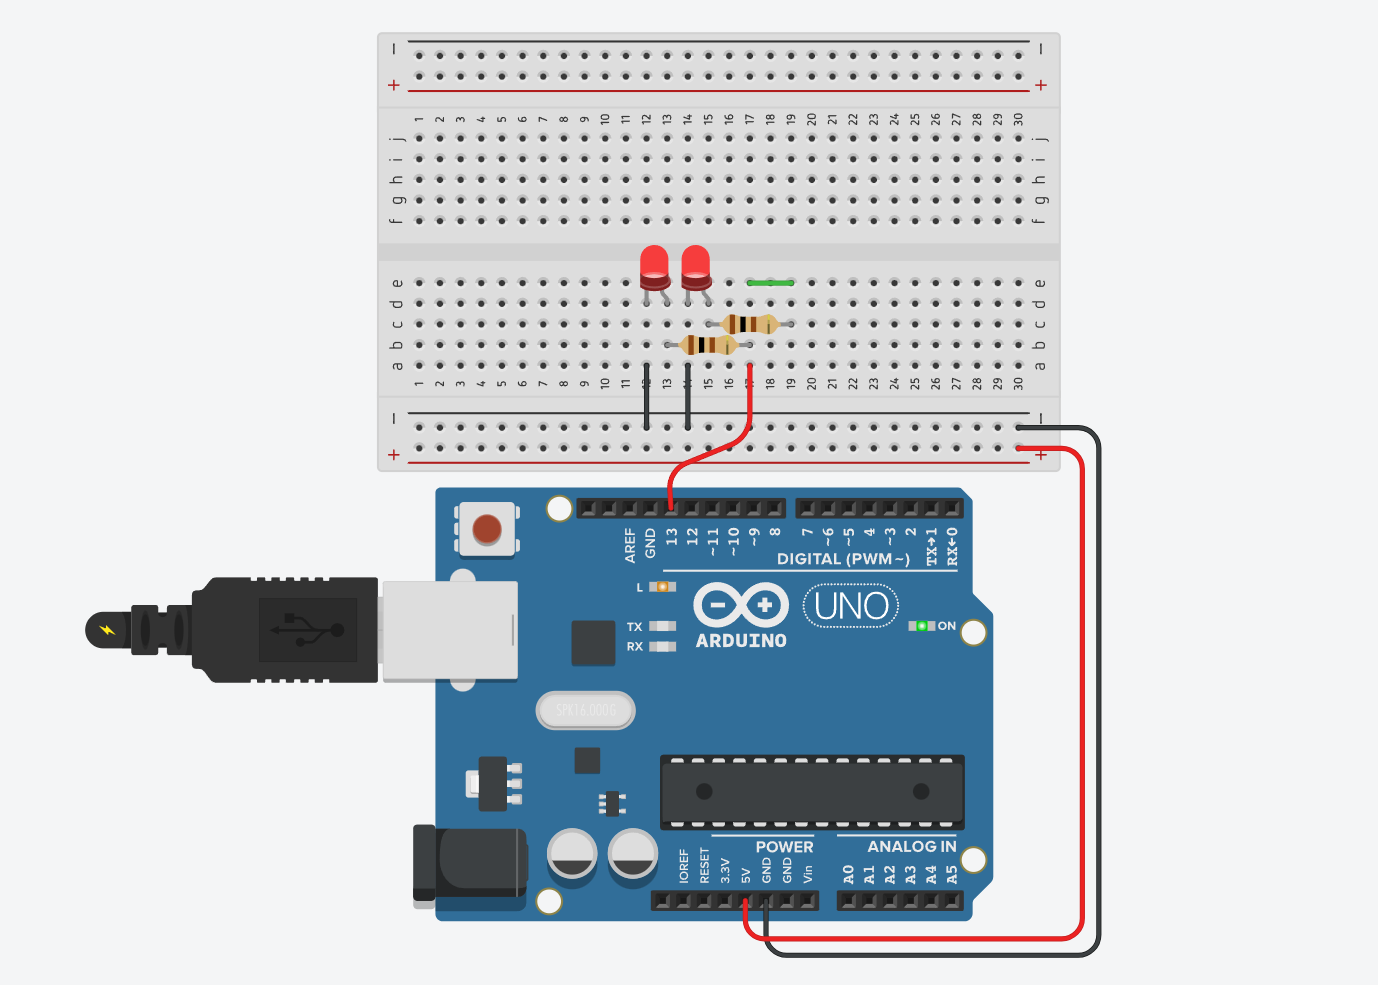 − −
+ +
1 2 3 4 5 6 7 8 9 10 11 12 13 14 15 16 17 18 19 20 21 22 23 24 25 26 27 28 29 30
j j
i i
h h
g g
f f
e e
d d
c c
b b
a a
1 2 3 4 5 6 7 8 9 10 11 12 13 14 15 16 17 18 19 20 21 22 23 24 25 26 27 28 29 30
− −
+ +
AREF GND 13 12 ~11 ~10 ~9 8 7 ~6 ~5 4 ~3 2 TX→1 RX←0
DIGITAL (PWM ~)
L
UNO
TX
ON
RX
ARDUINO
SPK16.000G
POWER ANALOG IN
IOREF RESET 3.3V 5V GND GND Vin A0 A1 A2 A3 A4 A5